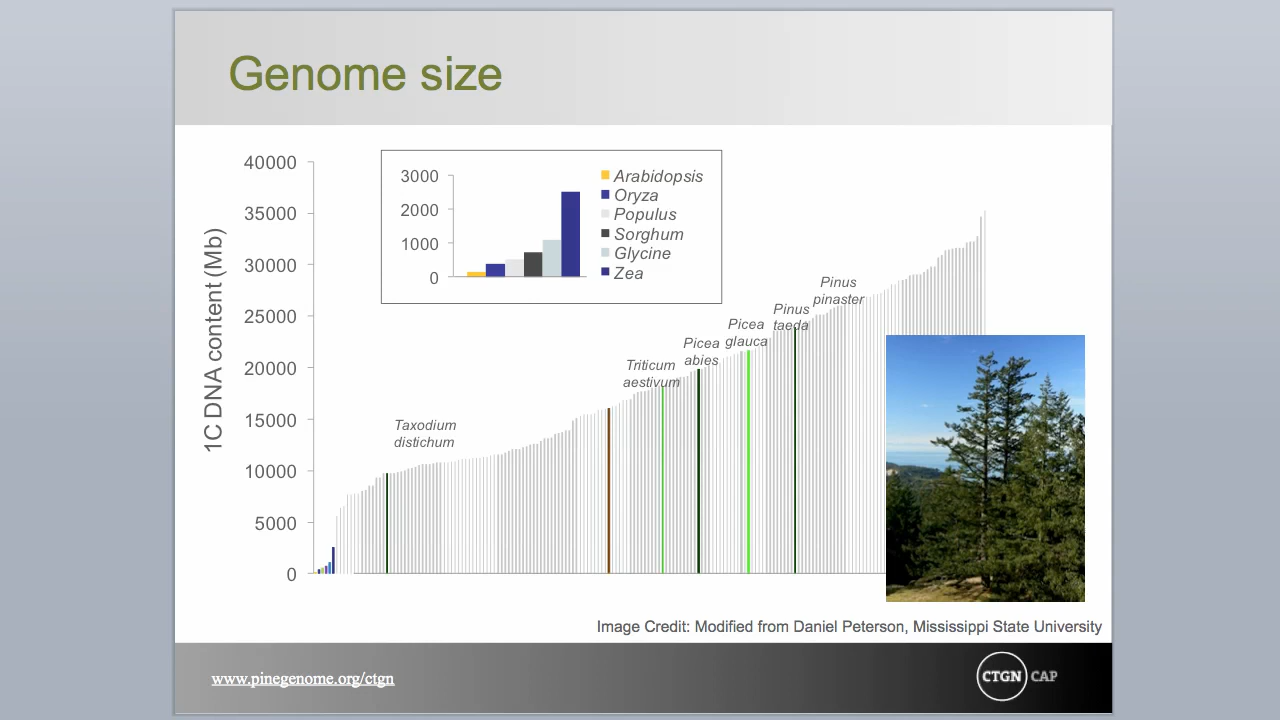 Genome size
40000
35000
30000
25000
20000
15000
10000
5000
0
1C DNA content (Mb)
3000
2000
1000
0
Arabidopsis
Oryza
Populus
Sorghum
Glycine
Zea
Taxodium
distichum
Triticum
aestivum
Picea
abies
Picea
glauca
Pinus
taeda
Pinus
pinaster
Image Credit: Modified from Daniel Peterson, Mississippi State University
www.pinegenome.org/ctgn
CTGN CAP